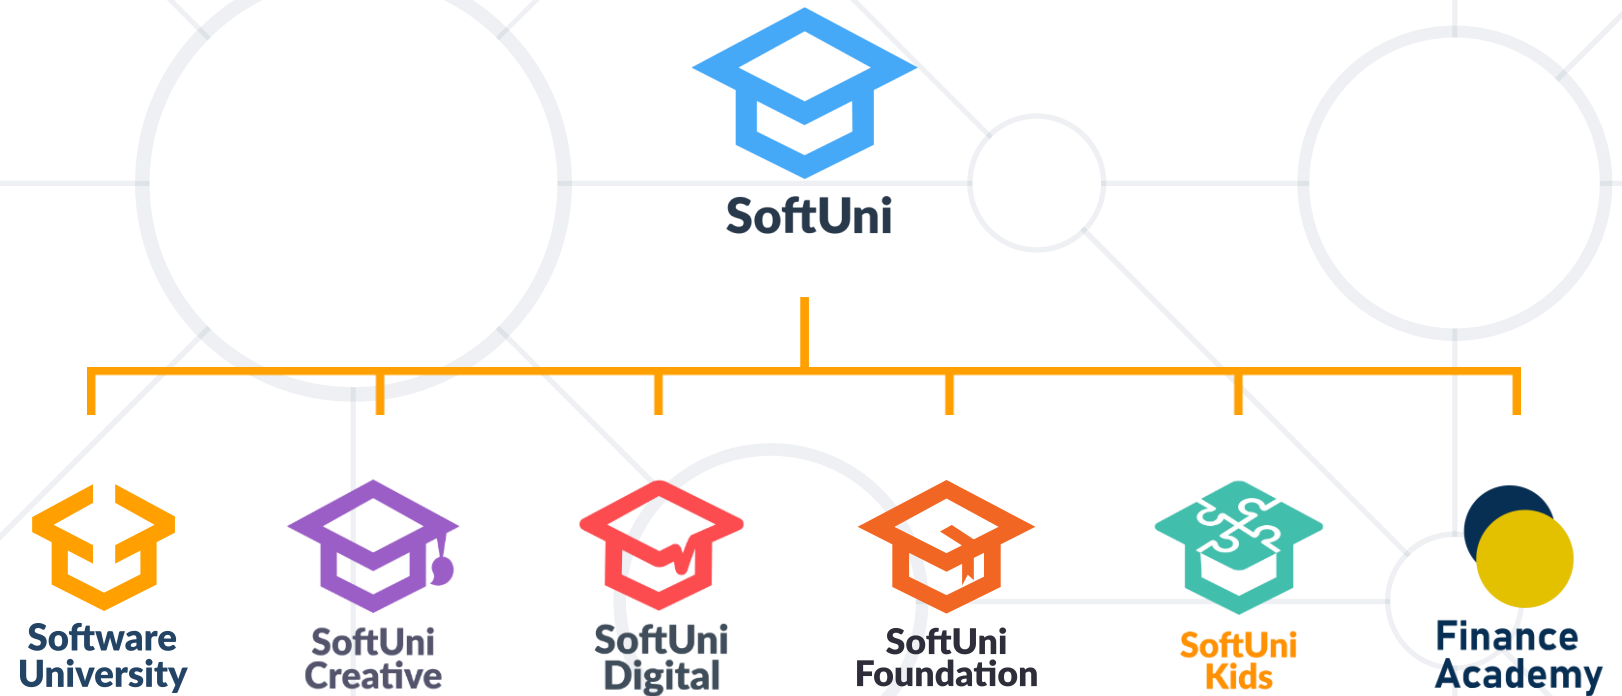 SoftUni
Software
University
SoftUni
Creative
SoftUni
Digital
SoftUni
Foundation
SoftUni
Kids
Finance
Academy